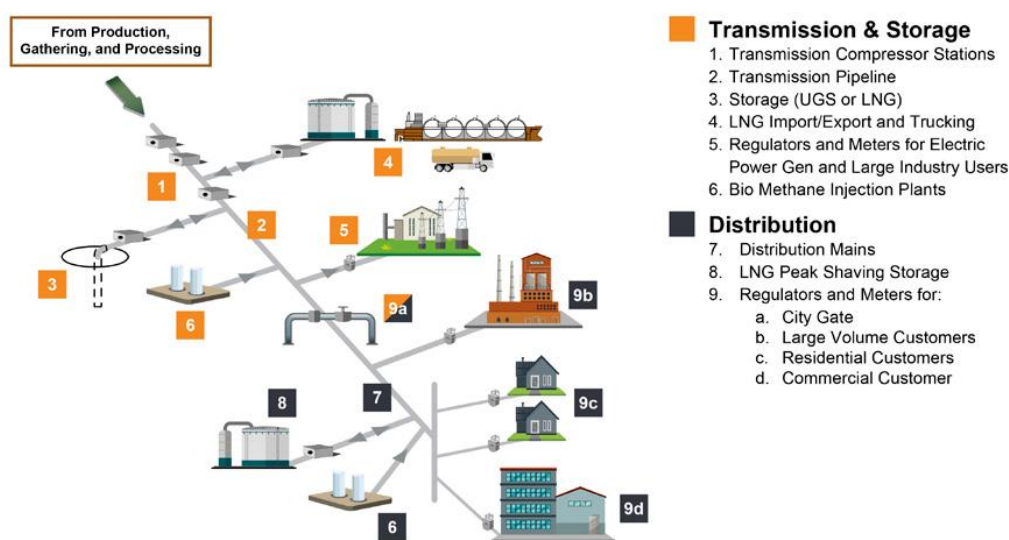 From Production,
Gathering, and Processing
1
2
3
4
5
6
9a
9b
7
8
9c
6
9d
Transmission & Storage
1. Transmission Compressor Stations
2. Transmission Pipeline
3. Storage (UGS or LNG)
4. LNG Import/Export and Trucking
5. Regulators and Meters for Electric
Power Gen and Large Industry Users
6. Bio Methane Injection Plants
Distribution
7. Distribution Mains
8. LNG Peak Shaving Storage
9. Regulators and Meters for:
a. City Gate
b. Large Volume Customers
c. Residential Customers
d. Commercial Customer